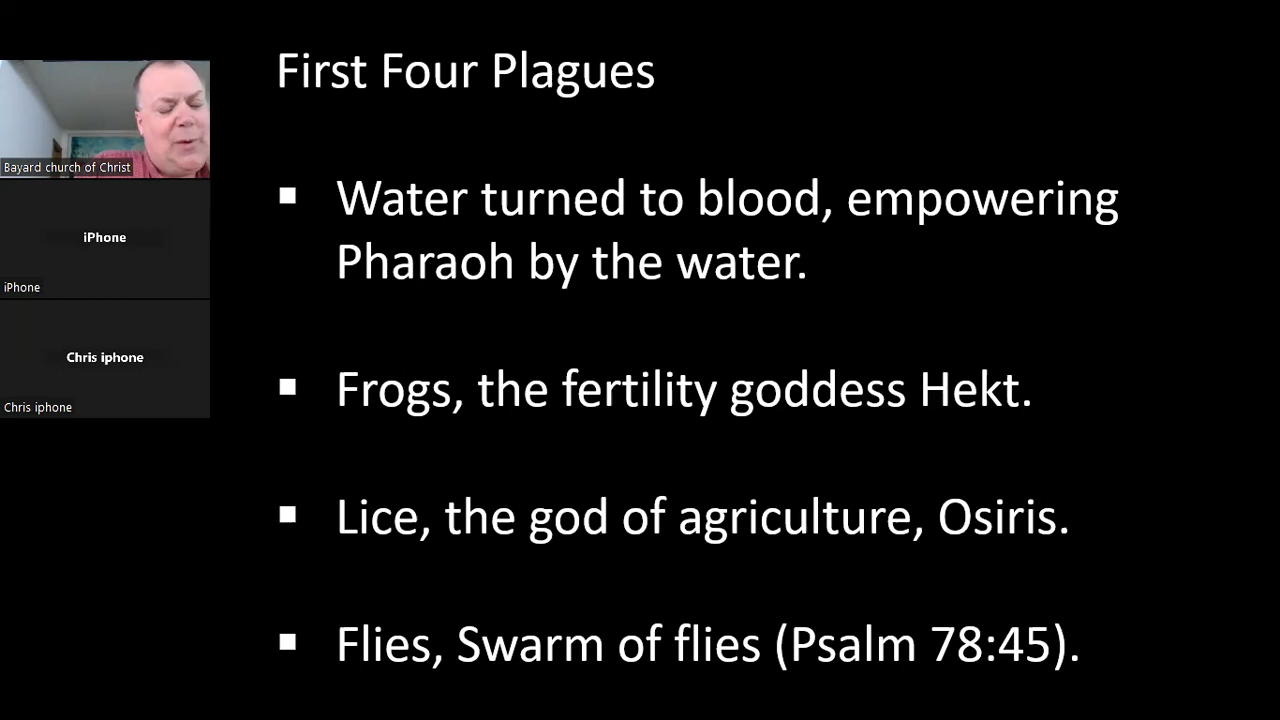 First Four Plagues
Bayard church of Christ
▪ Water turned to blood, empowering
Pharaoh by the water.
iPhone
iPhone
Chris iphone
Chris iphone
▪ Frogs, the fertility goddess Hekt.
▪ Lice, the god of agriculture, Osiris.
▪ Flies, Swarm of flies (Psalm 78:45).